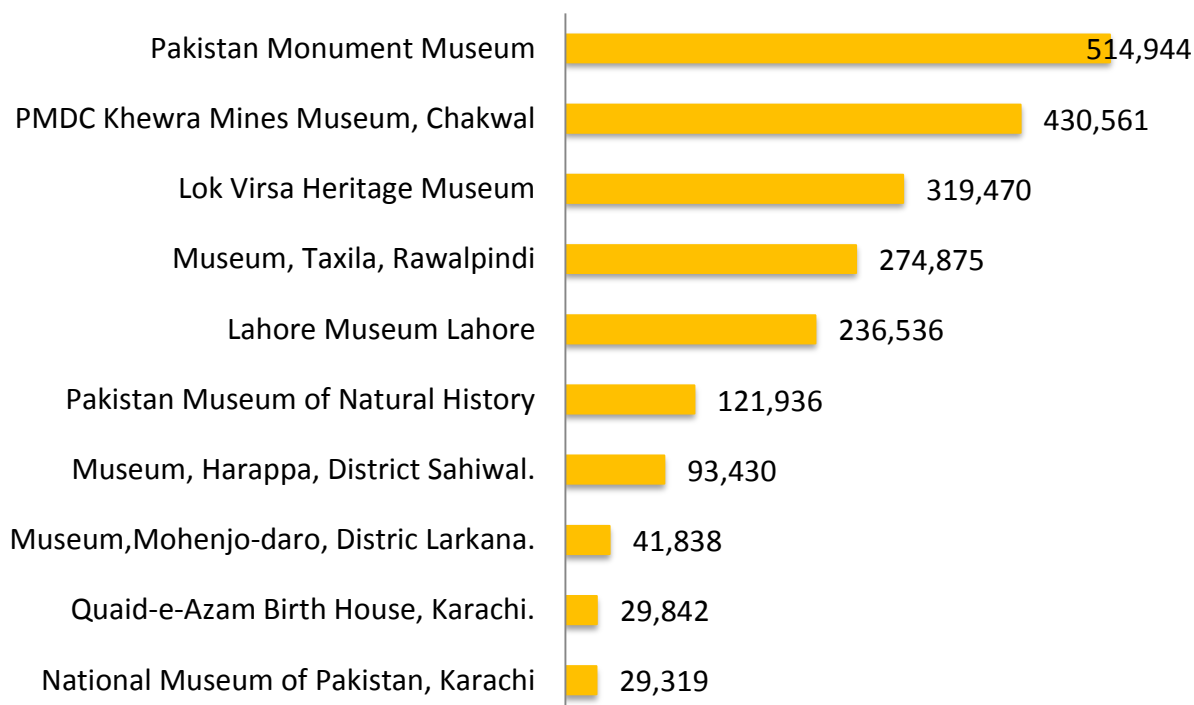 Pakistan Monument Museum 514,944
PMDC Khewra Mines Museum, Chakwal 430,561
Lok Virsa Heritage Museum 319,470
Museum, Taxila, Rawalpindi 274,875
Lahore Museum Lahore 236,536
Pakistan Museum of Natural History 121,936
Museum, Harappa, District Sahiwal. 93,430
Museum,Mohenjo-daro, Distric Larkana. 41,838
Quaid-e-Azam Birth House, Karachi. 29,842
National Museum of Pakistan, Karachi 29,319